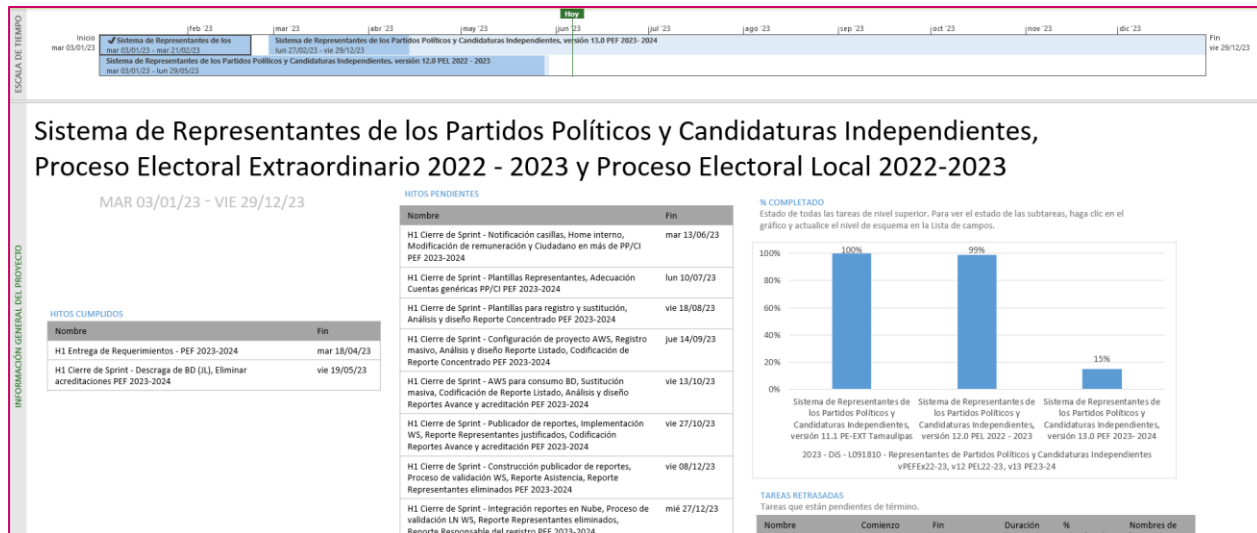 Hoy
ESCALA DE TIEMPO
|feb '23 |mar '23 |abr '23 |may '23 |jun '23 |jul '23 |ago '23 |sep '23 |oct '23 |nov '23 |dic '23
Inicio
mar 03/01/23
Sistema de Representantes de los
mar 03/01/23 - mar 21/02/23
Sistema de Representantes de los Partidos Políticos y Candidaturas Independientes, versión 13.0 PEF 2023- 2024
lun 27/02/23 - vie 29/12/23
Sistema de Representantes de los Partidos Políticos y Candidaturas Independientes, versión 12.0 PEL 2022 - 2023
mar 03/01/23 - lun 29/05/23
Fin
vie 29/12/23
INFORMACIÓN GENERAL DEL PROYECTO
Sistema de Representantes de los Partidos Políticos y Candidaturas Independientes,
Proceso Electoral Extraordinario 2022 - 2023 y Proceso Electoral Local 2022-2023
MAR 03/01/23 - VIE 29/12/23
HITOS CUMPLIDOS
Nombre Fin
H1 Entrega de Requerimientos - PEF 2023-2024 mar 18/04/23
H1 Cierre de Sprint - Descraga de BD (JL), Eliminar vie 19/05/23
acreditaciones PEF 2023-2024
HITOS PENDIENTES
Nombre Fin
H1 Cierre de Sprint - Notificación casillas, Home interno, mar 13/06/23
Modificación de remuneración y Ciudadano en más de PP/CI
PEF 2023-2024
H1 Cierre de Sprint - Plantillas Representantes, Adecuación lun 10/07/23
Cuentas genéricas PP/CI PEF 2023-2024
H1 Cierre de Sprint - Plantillas para registro y sustitución, vie 18/08/23
Análisis y diseño Reporte Concentrado PEF 2023-2024
H1 Cierre de Sprint - Configuración de proyecto AWS, Registro jue 14/09/23
masivo, Análisis y diseño Reporte Listado, Codificación de
Reporte Concentrado PEF 2023-2024
H1 Cierre de Sprint - AWS para consumo BD, Sustitución vie 13/10/23
masiva, Codificación de Reporte Listado, Análisis y diseño
Reportes Avance y acreditación PEF 2023-2024
H1 Cierre de Sprint - Publicador de reportes, Implementación vie 27/10/23
WS, Reporte Representantes justificados, Codificación
Reportes Avance y acreditación PEF 2023-2024
H1 Cierre de Sprint - Construcción publicador de reportes, vie 08/12/23
Proceso de validación WS, Reporte Asistencia, Reporte
Representantes eliminados PEF 2023-2024
H1 Cierre de Sprint - Integración reportes en Nube, Proceso de mié 27/12/23
validación LN WS, Reporte Representantes eliminados,
Reporte Responsable del registro PEF 2023-2024
% COMPLETADO
Estado de todas las tareas de nivel superior. Para ver el estado de las subtareas, haga clic en el
gráfico y actualice el nivel de esquema en la Lista de campos.
100%
80%
60%
40%
20%
0%
100% 99% 15%
Sistema de Representantes de
los Partidos Políticos y
Candidaturas Independientes,
versión 11.1 PE-EXT Tamaulipas
Sistema de Representantes de
los Partidos Políticos y
Candidaturas Independientes,
versión 12.0 PEL 2022 - 2023
Sistema de Representantes de
los Partidos Políticos y
Candidaturas Independientes,
versión 13.0 PEF 2023- 2024
2023 - DiS - L091810 - Representantes de Partidos Políticos y Candidatos Independientes
vPEFEx22-23, v12 PEL22-23, v13 PE23-24
TAREAS RETRASADAS
Tareas que están pendientes de término.
Nombre Comienzo Fin Duración % Nombres de